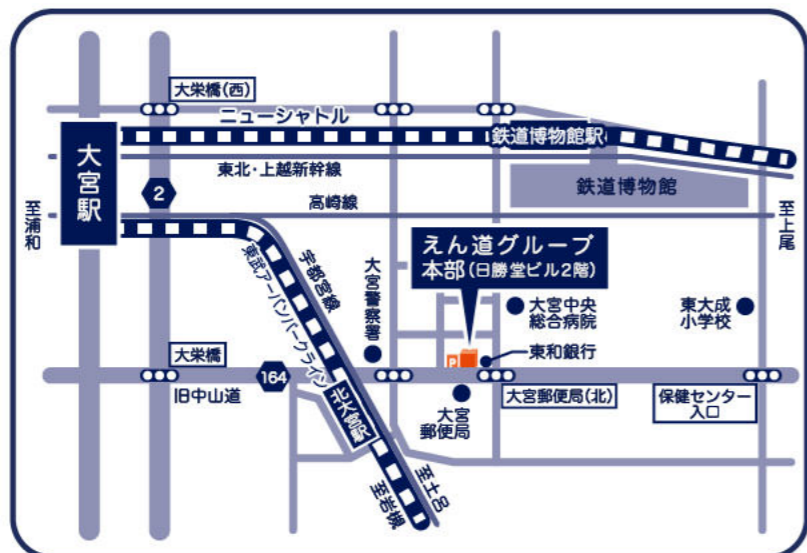 大栄橋(西)
ニューシャトル
鉄道博物館駅
大宮駅
東北・上越新幹線
鉄道博物館
2
高崎線
至浦和
至上尾
えん道グループ
本部(日勝堂ビル2階)
宇都宮線
東武アーバンパークライン
大宮警察署
大宮中央
総合病院
東大成
小学校
東和銀行
P
大栄橋
164
旧中山道
北大宮駅
大宮
郵便局
大宮郵便局(北)
保健センター
入口
至土呂
至岩槻